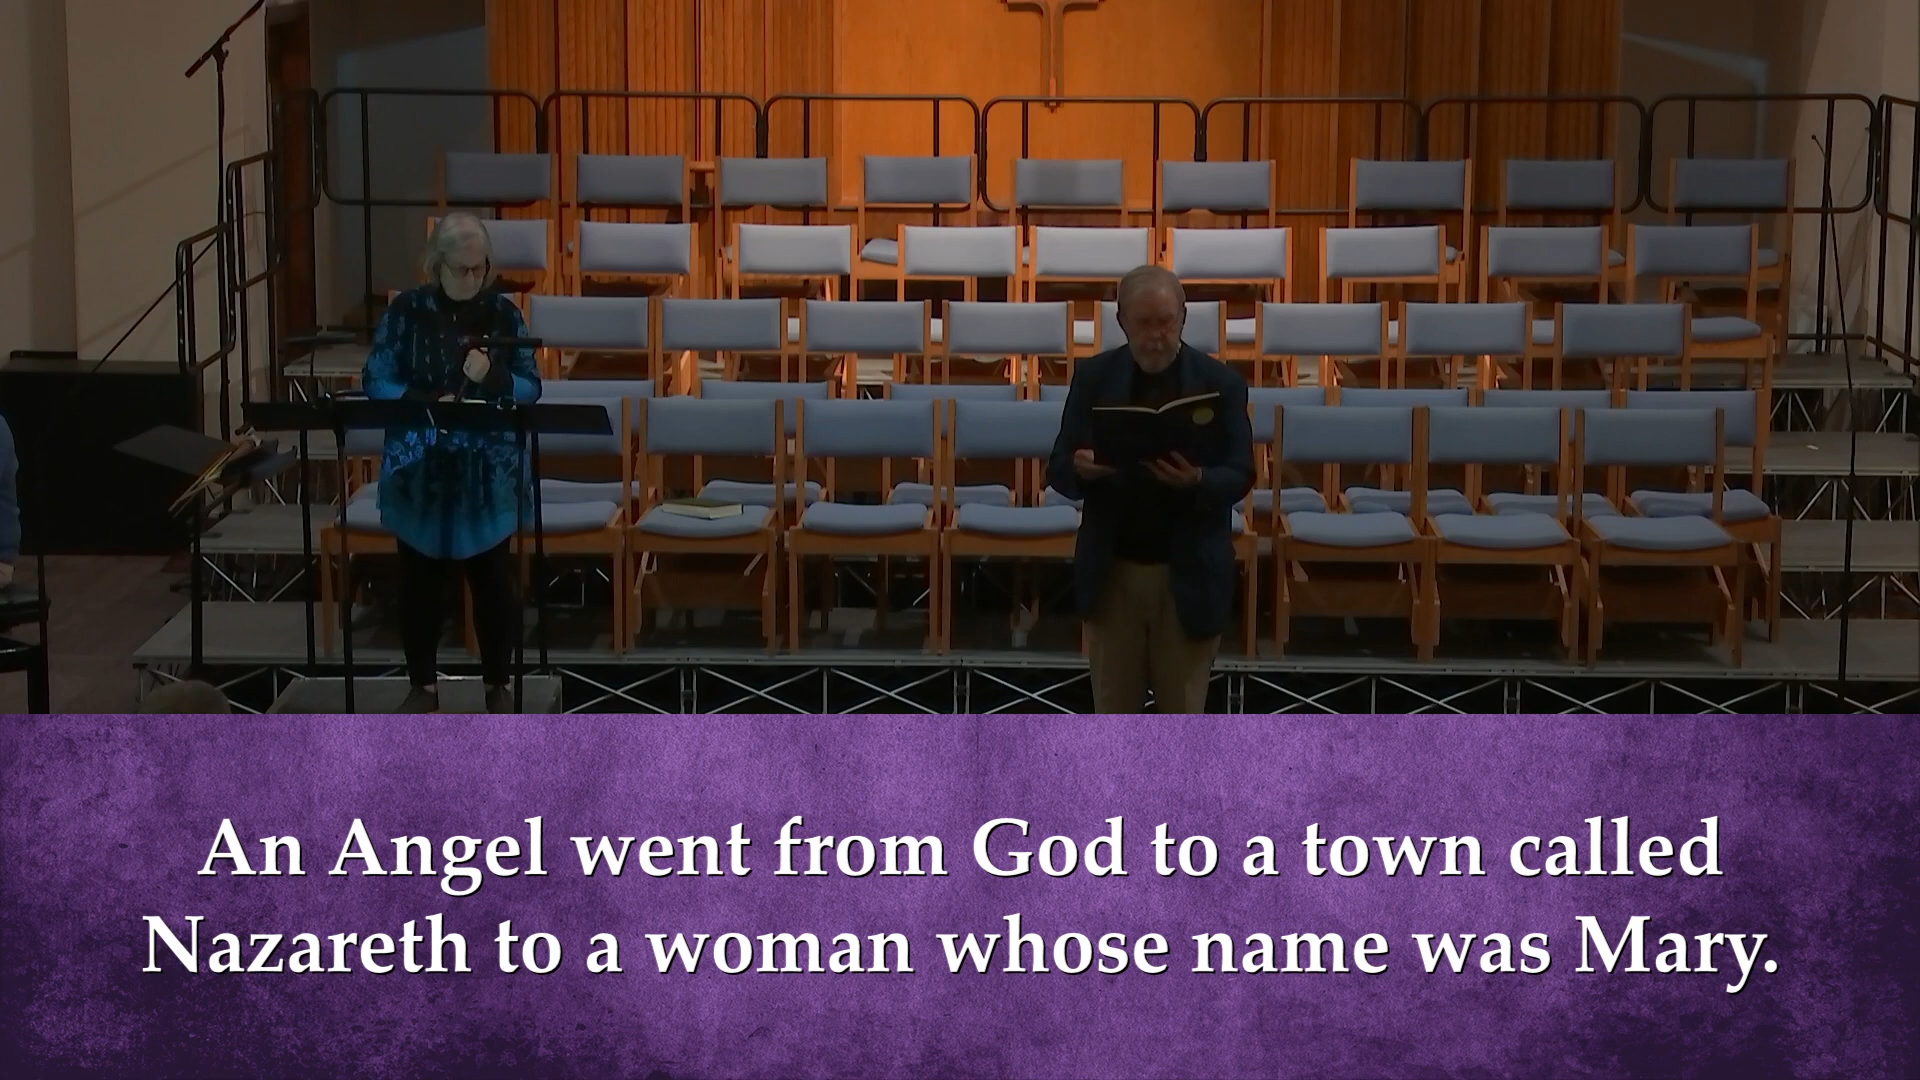 An Angel went from God to a town called
Nazareth to a woman whose name was Mary.